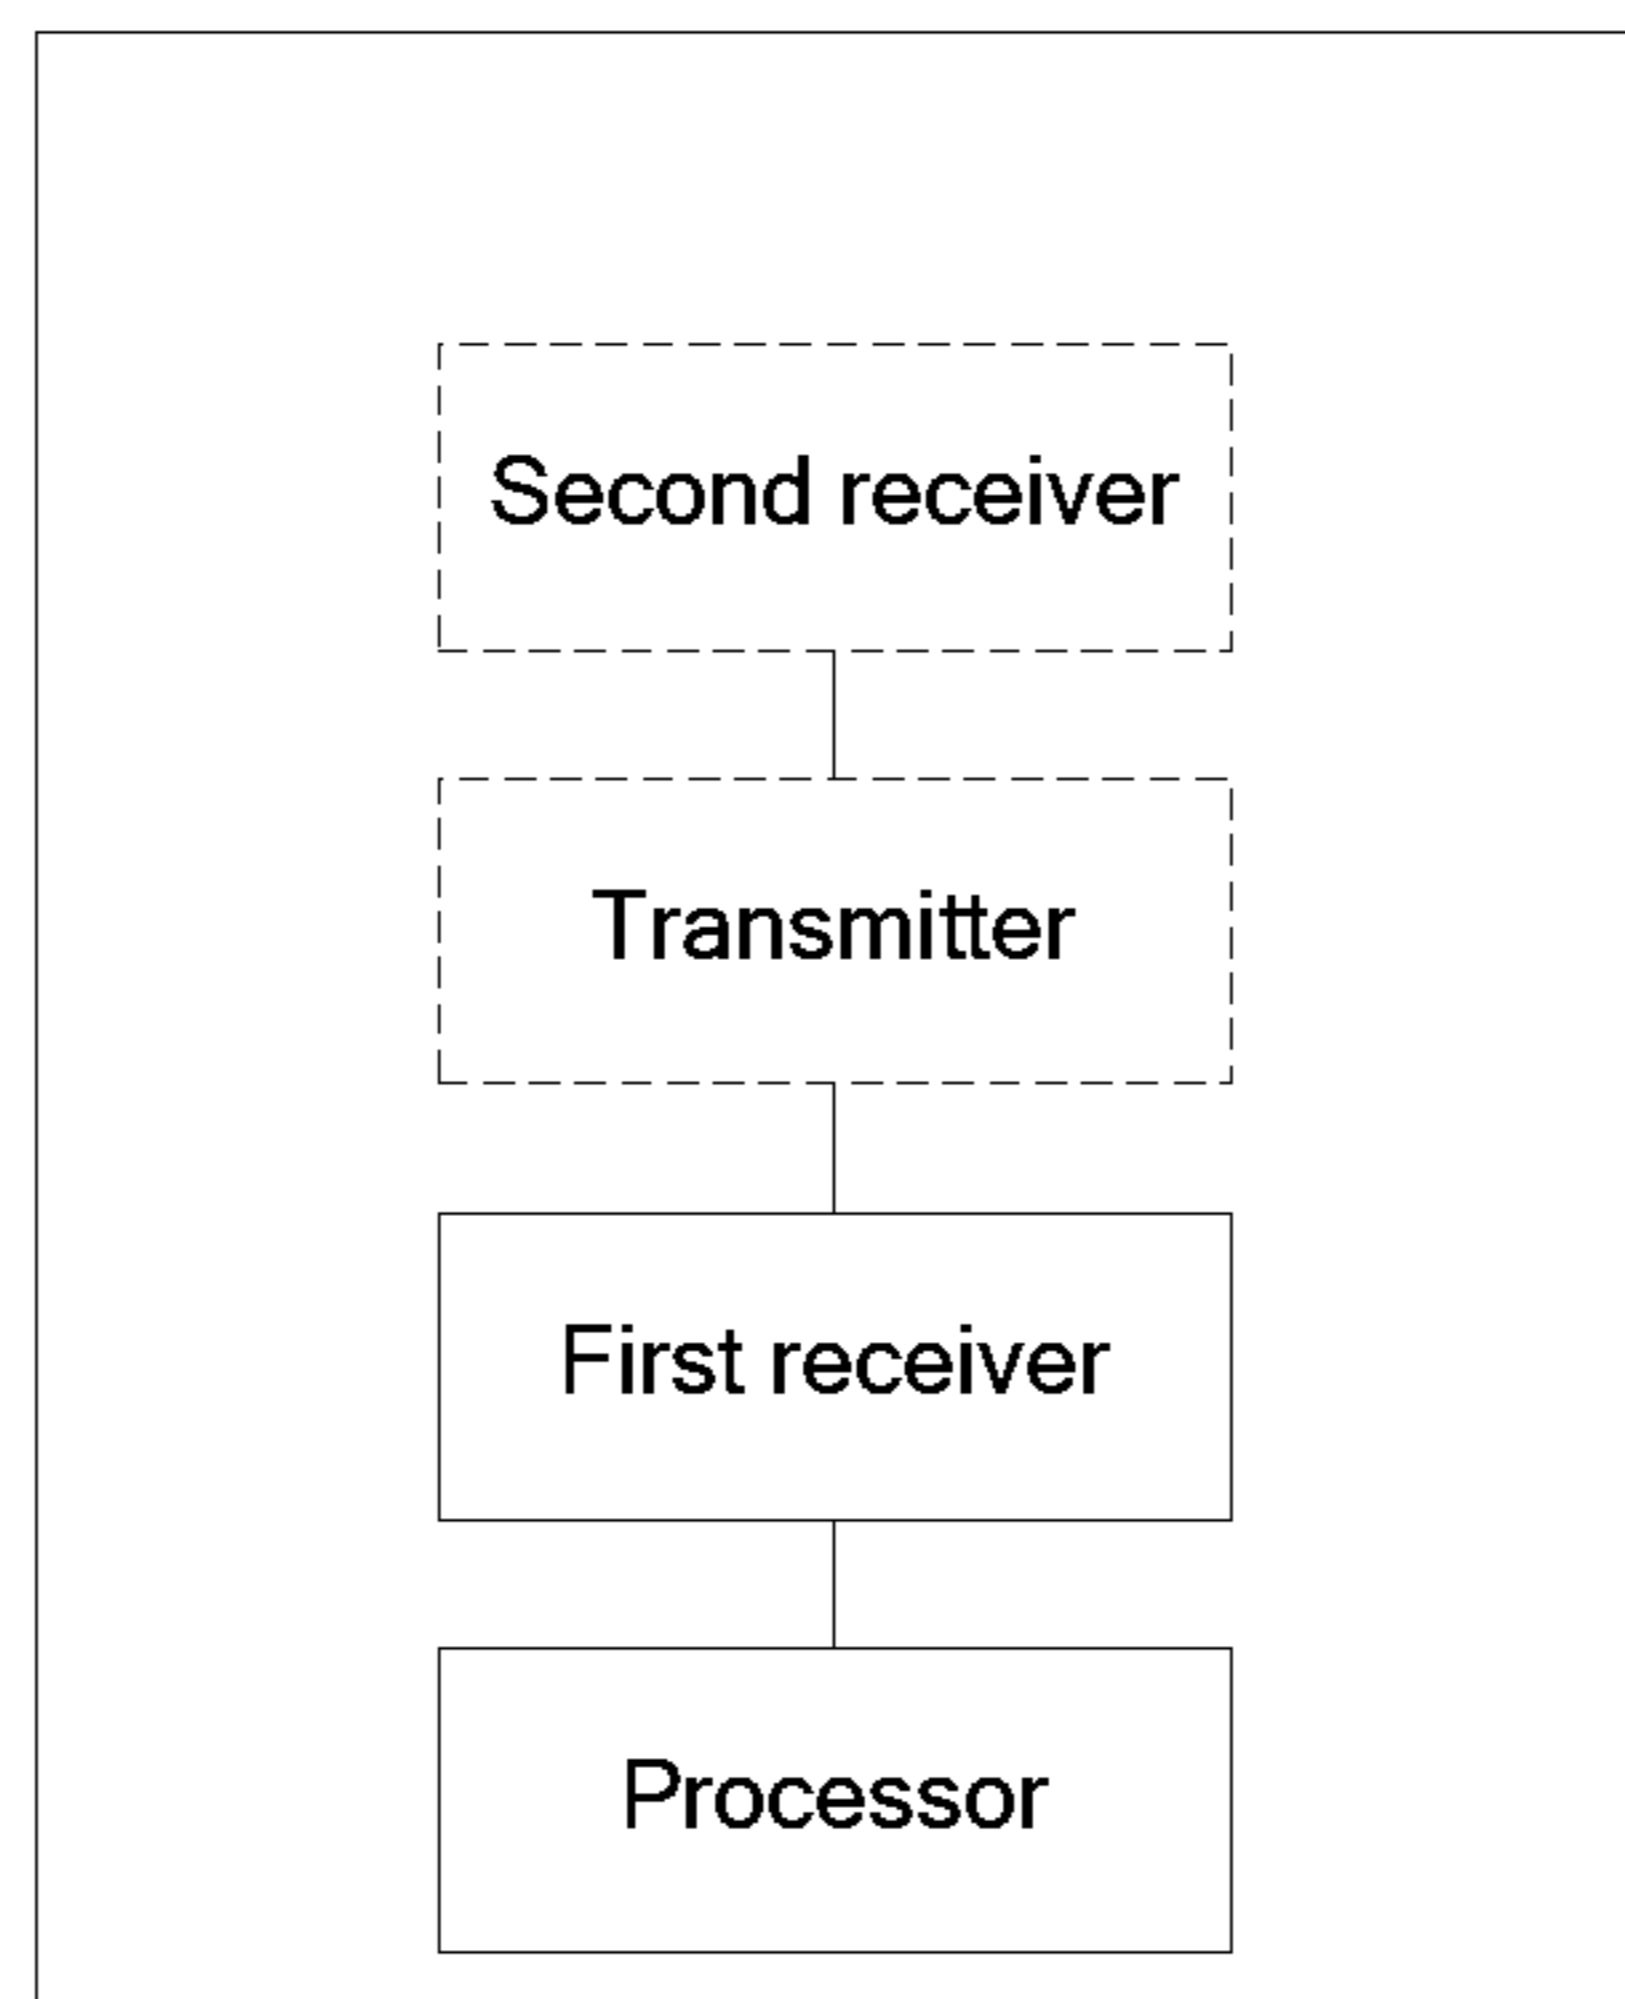 Second receiver
Transmitter
First receiver
Processor